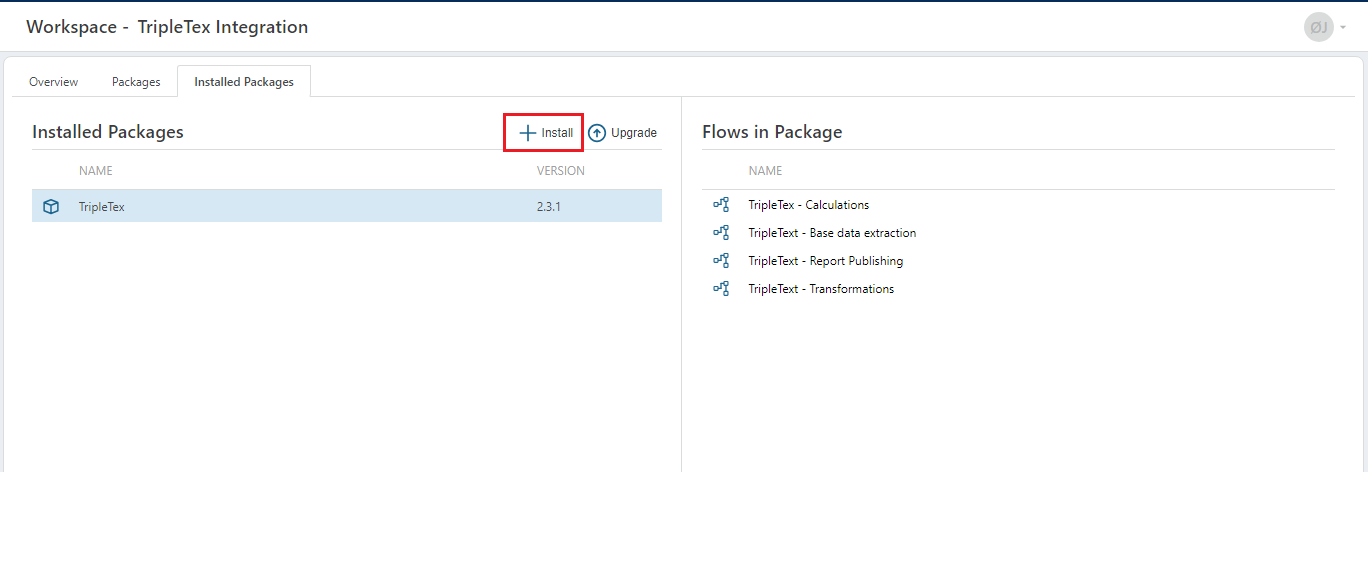 Workspace - TripleTex Integration
ØJ
Overview Packages Installed Packages
Installed Packages
Install Upgrade
NAME VERSION
TripleTex 2.3.1
Flows in Package
NAME
TripleTex - Calculations
TripleText - Base data extraction
TripleText - Report Publishing
TripleText - Transformations